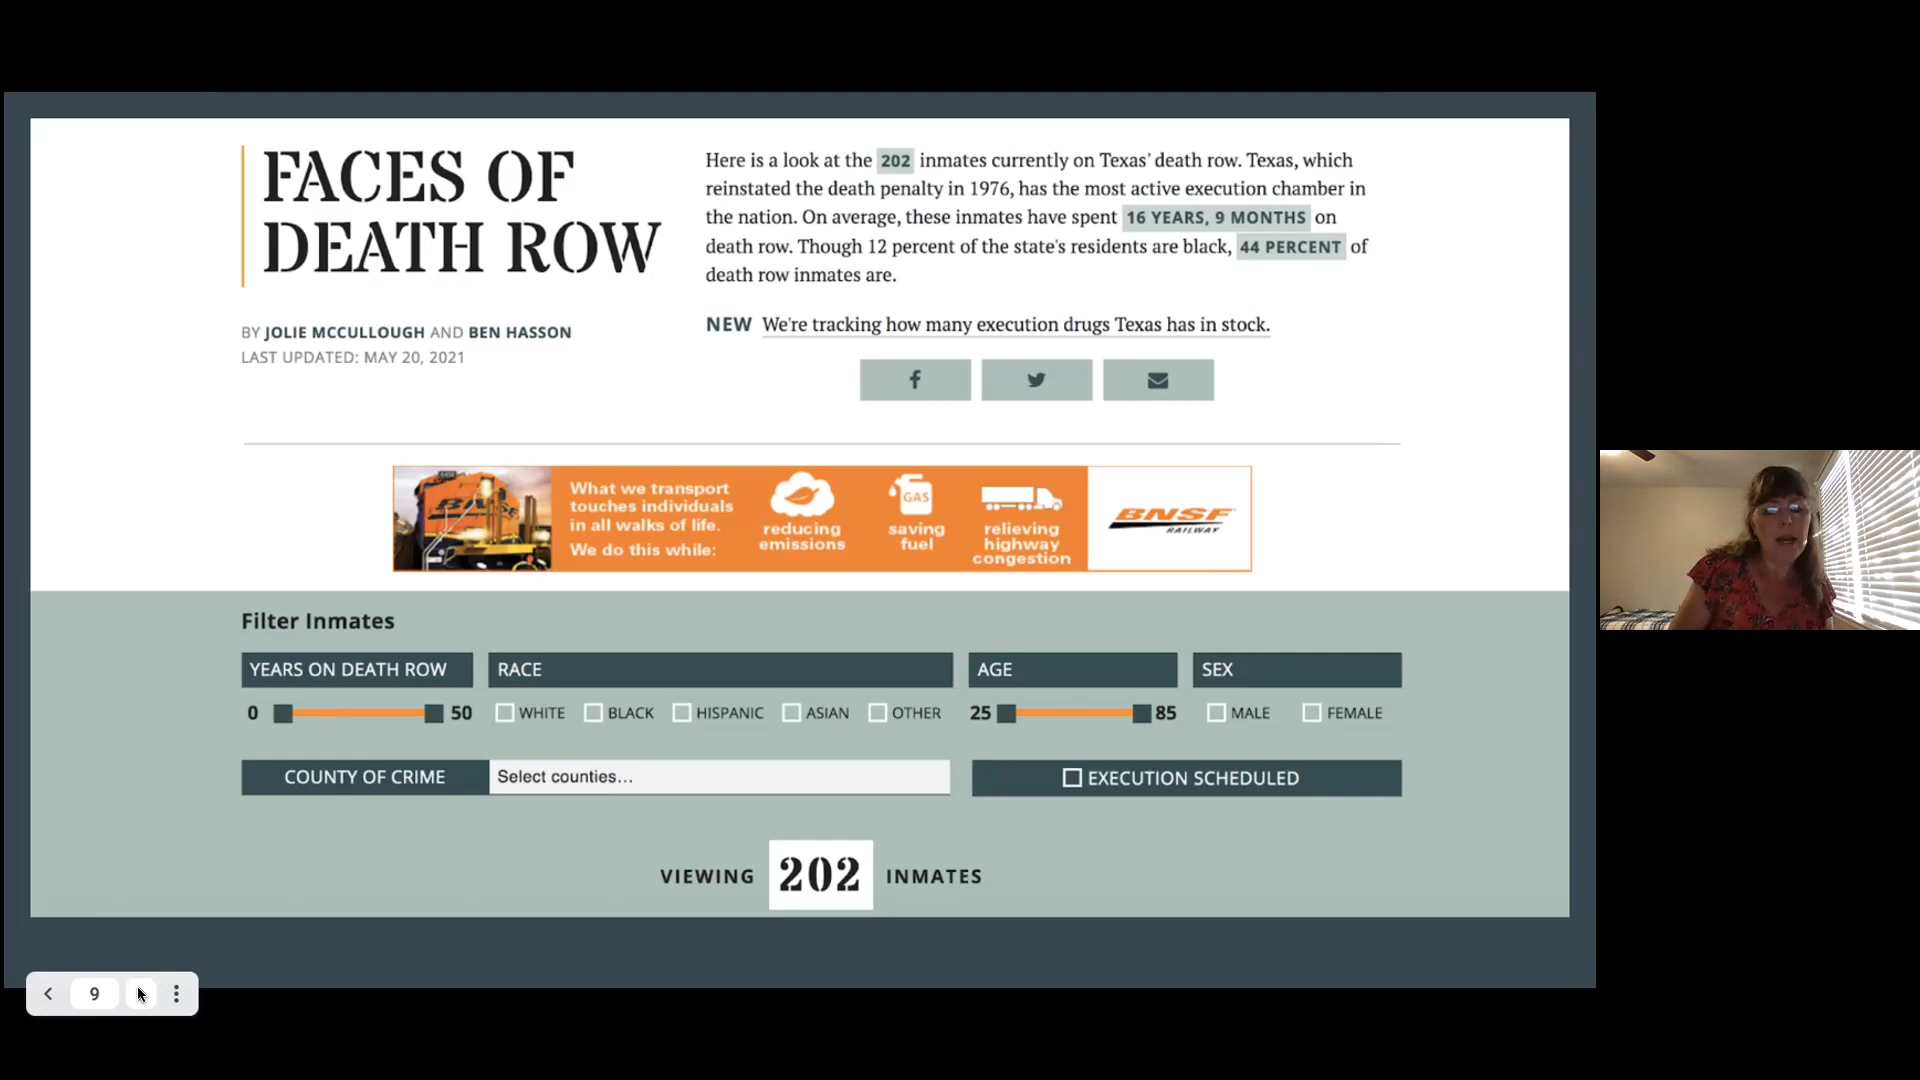 FACES OF
DEATH ROW
BY JOLIE MCCULLOUGH AND BEN HASSON
LAST UPDATED: MAY 20, 2021
Here is a look at the 202 inmates currently on Texas' death row. Texas, which
reinstated the death penalty in 1976, has the most active execution chamber in
the nation. On average, these inmates have spent 16 YEARS, 9 MONTHS on
death row. Though 12 percent of the state's residents are black, 44 PERCENT of
death row inmates are.
NEW We're tracking how many execution drugs Texas has in stock.
What we transport
touches individuals
in all walks of life.
We do this while:
reducing
emissions
GAS
saving
fuel
relieving
highway
congestion
BNSF
RAILWAY
Filter Inmates
YEARS ON DEATH ROW
0 50
RACE
WHITE BLACK HISPANIC ASIAN OTHER
AGE
25 85
SEX
MALE FEMALE
COUNTY OF CRIME Select counties...
EXECUTION SCHEDULED
VIEWING 202 INMATES
9